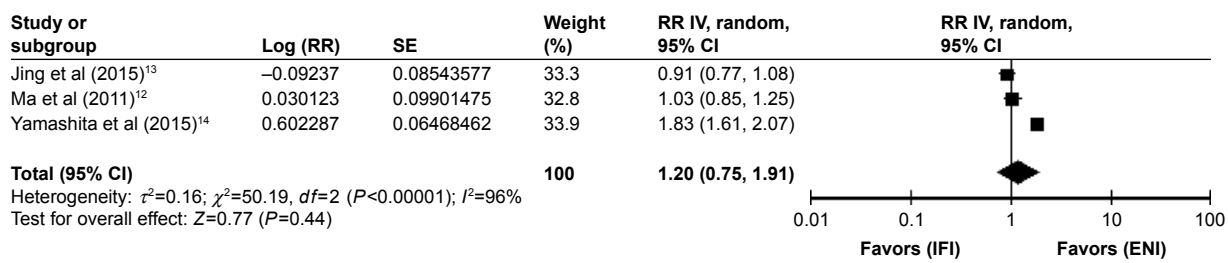 Study or subgroup Log (RR) SE Weight (%) RR IV, random, 95% CI RR IV, random, 95% CI
Jing et al (2015)¹³ –0.09237 0.08543577 33.3 0.91 (0.77, 1.08)
Ma et al (2011)¹² 0.030123 0.09901475 32.8 1.03 (0.85, 1.25)
Yamashita et al (2015)¹⁴ 0.602287 0.06468462 33.9 1.83 (1.61, 2.07)
Total (95% CI) 100 1.20 (0.75, 1.91)
Heterogeneity: τ²=0.16; χ²=50.19, df=2 (P<0.00001); I²=96%
Test for overall effect: Z=0.77 (P=0.44)
0.01 0.1 1 10 100
Favors (IFI) Favors (ENI)